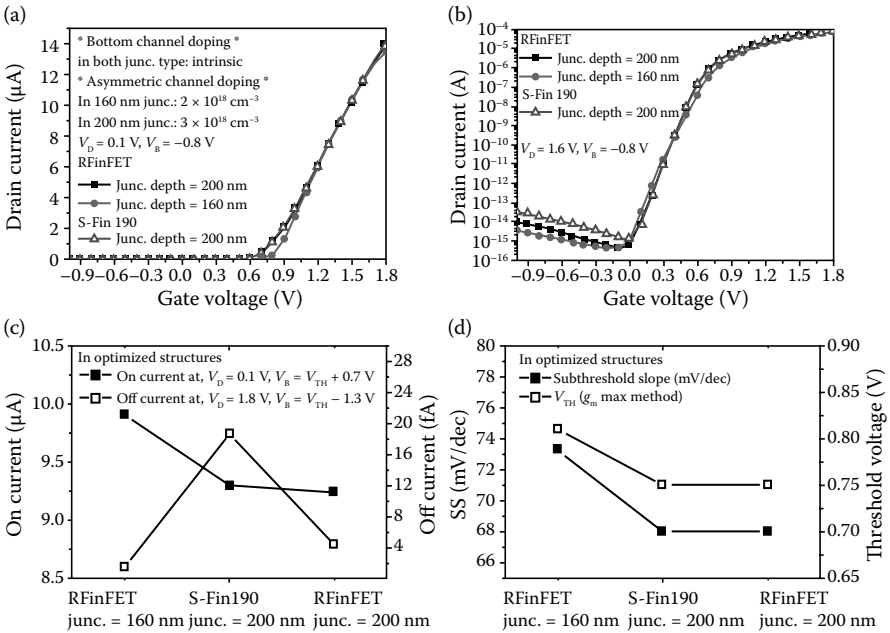 (a)
Drain current (μA)
14
12
10
8
6
4
2
0
* Bottom channel doping *
in both junc. type: intrinsic
* Asymmetric channel doping *
In 160 nm junc.: 2 × 10¹⁸ cm⁻³
In 200 nm junc.: 3 × 10¹⁸ cm⁻³
V_D = 0.1 V, V_B = −0.8 V
RFinFET
Junc. depth = 200 nm
Junc. depth = 160 nm
S-Fin 190
Junc. depth = 200 nm
−0.9 −0.6 −0.3 0.0 0.3 0.6 0.9 1.2 1.5 1.8
Gate voltage (V)
(b)
Drain current (A)
10⁻⁴
10⁻⁵
10⁻⁶
10⁻⁷
10⁻⁸
10⁻⁹
10⁻¹⁰
10⁻¹¹
10⁻¹²
10⁻¹³
10⁻¹⁴
10⁻¹⁵
10⁻¹⁶
RFinFET
Junc. depth = 200 nm
Junc. depth = 160 nm
S-Fin 190
Junc. depth = 200 nm
V_D = 1.6 V, V_B = −0.8 V
−0.9 −0.6 −0.3 0.0 0.3 0.6 0.9 1.2 1.5 1.8
Gate voltage (V)
(c)
On current (μA)
10.5
10.0
9.5
9.0
8.5
In optimized structures
On current at, V_D = 0.1 V, V_B = V_TH + 0.7 V
Off current at, V_D = 1.8 V, V_B = V_TH − 1.3 V
28
24
20
16
12
8
4
Off current (fA)
RFinFET S-Fin190 RFinFET
junc. = 160 nm junc. = 200 nm junc. = 200 nm
(d)
SS (mV/dec)
80
78
76
74
72
70
68
66
In optimized structures
Subthreshold slope (mV/dec)
V_TH (g_m max method)
0.90
0.85
0.80
0.75
0.70
0.65
Threshold voltage (V)
RFinFET S-Fin190 RFinFET
junc. = 160 nm junc. = 200 nm junc. = 200 nm